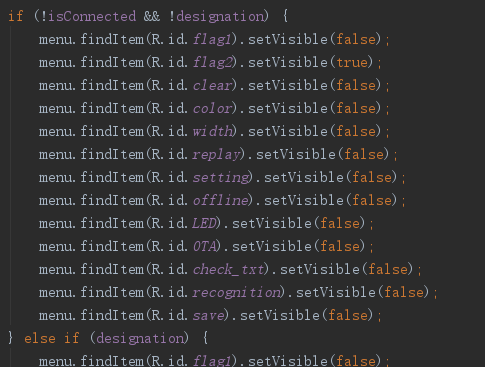 if (!isConnected && !designation) {
    menu.findItem(R.id.flag1).setVisible(false);
    menu.findItem(R.id.flag2).setVisible(true);
    menu.findItem(R.id.clear).setVisible(false);
    menu.findItem(R.id.color).setVisible(false);
    menu.findItem(R.id.width).setVisible(false);
    menu.findItem(R.id.replay).setVisible(false);
    menu.findItem(R.id.setting).setVisible(false);
    menu.findItem(R.id.offline).setVisible(false);
    menu.findItem(R.id.LED).setVisible(false);
    menu.findItem(R.id.OTA).setVisible(false);
    menu.findItem(R.id.check_txt).setVisible(false);
    menu.findItem(R.id.recognition).setVisible(false);
    menu.findItem(R.id.save).setVisible(false);
} else if (designation) {
    menu.findItem(R.id.flag1).setVisible(false);